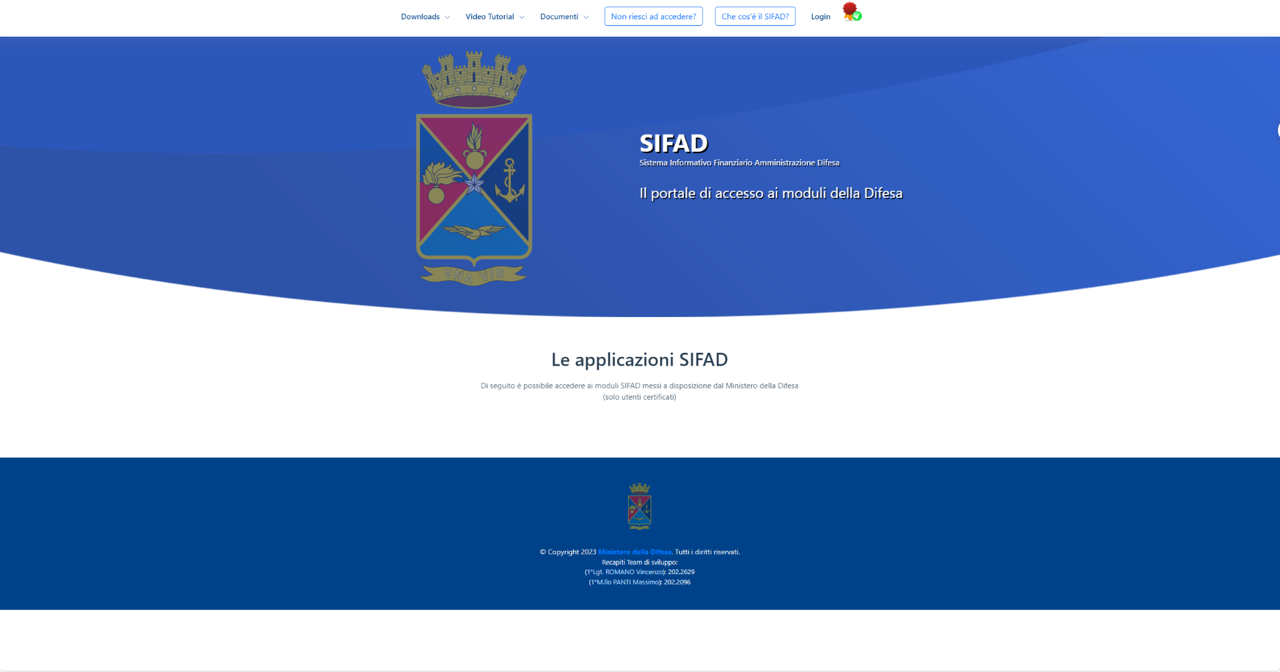 Downloads
Video Tutorial
Documenti
Non riesci ad accedere?
Che cos'è il SIFAD?
Login
SIFAD
Sistema Informativo Finanziario Amministrazione Difesa
Il portale di accesso ai moduli della Difesa
Le applicazioni SIFAD
Di seguito è possibile accedere ai moduli SIFAD messi a disposizione dal Ministero della Difesa
(solo utenti certificati)
© Copyright 2023 Ministero della Difesa. Tutti i diritti riservati.
Recapiti Team di sviluppo:
(1°Lgt. ROMANO Vincenzo): 202.2629
(1°M.llo PANTI Massimo): 202.2096